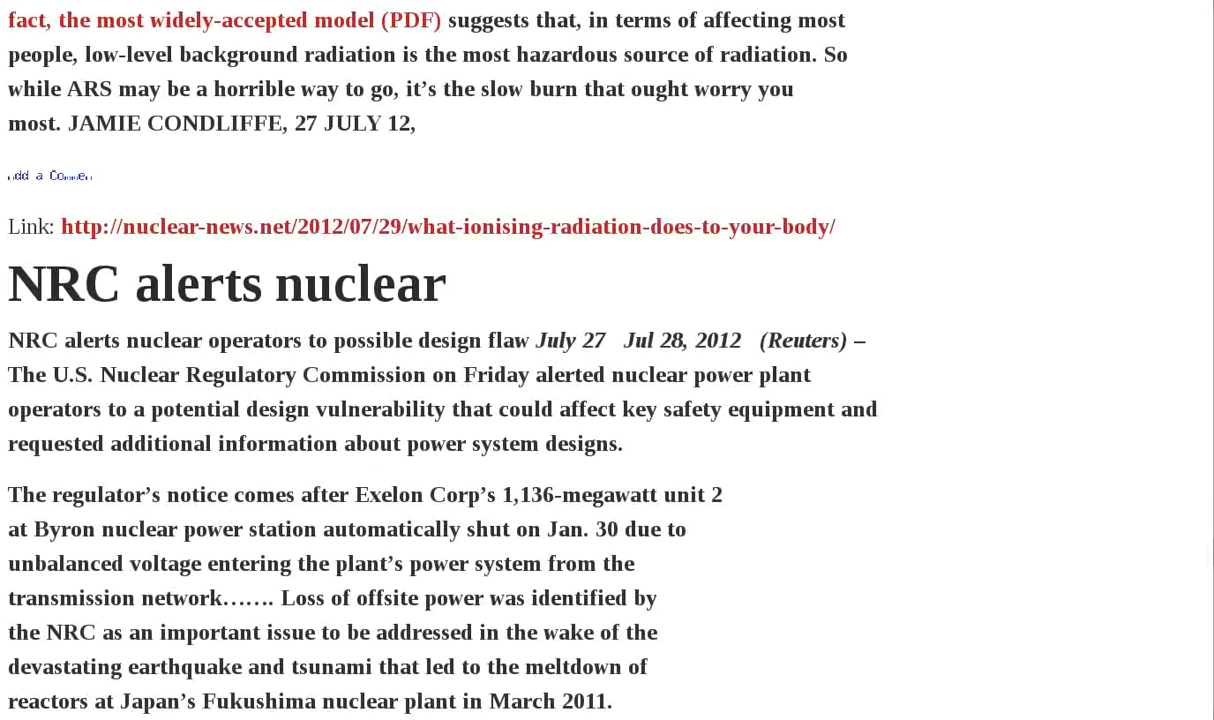 fact, the most widely-accepted model (PDF) suggests that, in terms of affecting most
people, low-level background radiation is the most hazardous source of radiation. So
while ARS may be a horrible way to go, it’s the slow burn that ought worry you
most. JAMIE CONDLIFFE, 27 JULY 12,
Link: http://nuclear-news.net/2012/07/29/what-ionising-radiation-does-to-your-body/
NRC alerts nuclear
NRC alerts nuclear operators to possible design flaw July 27 Jul 28, 2012 (Reuters) –
The U.S. Nuclear Regulatory Commission on Friday alerted nuclear power plant
operators to a potential design vulnerability that could affect key safety equipment and
requested additional information about power system designs.
The regulator’s notice comes after Exelon Corp’s 1,136-megawatt unit 2
at Byron nuclear power station automatically shut on Jan. 30 due to
unbalanced voltage entering the plant’s power system from the
transmission network……. Loss of offsite power was identified by
the NRC as an important issue to be addressed in the wake of the
devastating earthquake and tsunami that led to the meltdown of
reactors at Japan’s Fukushima nuclear plant in March 2011.